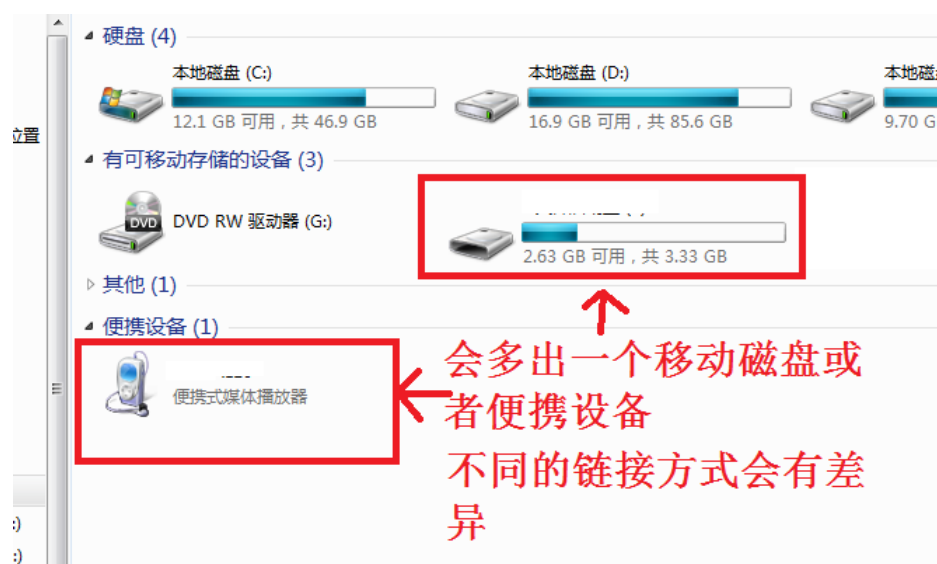 硬盘 (4)
本地磁盘 (C:)
本地磁盘 (D:)
本地磁
12.1 GB 可用，共 46.9 GB
16.9 GB 可用，共 85.6 GB
9.70 G
位置
有可移动存储的设备 (3)
DVD
DVD RW 驱动器 (G:)
2.63 GB 可用，共 3.33 GB
其他 (1)
便携设备 (1)
便携式媒体播放器
会多出一个移动磁盘或
者便携设备
不同的链接方式会有差
异
:)
:)